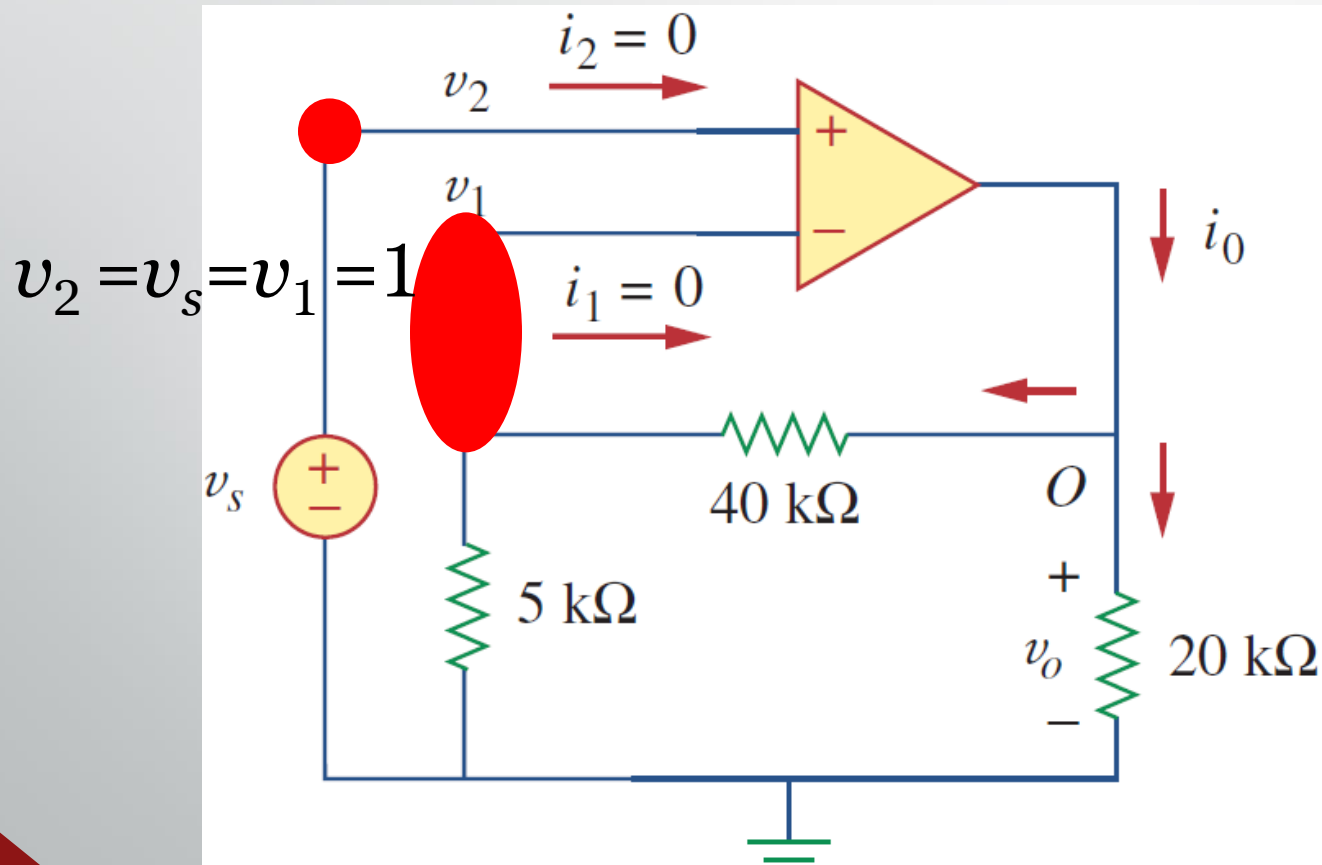 i₂ = 0
v₂
+
v₁
−
i₀
v₂ =vₛ=v₁ =1
i₁ = 0
+
−
vₛ
40 kΩ
O
+
5 kΩ
vₒ
20 kΩ
−